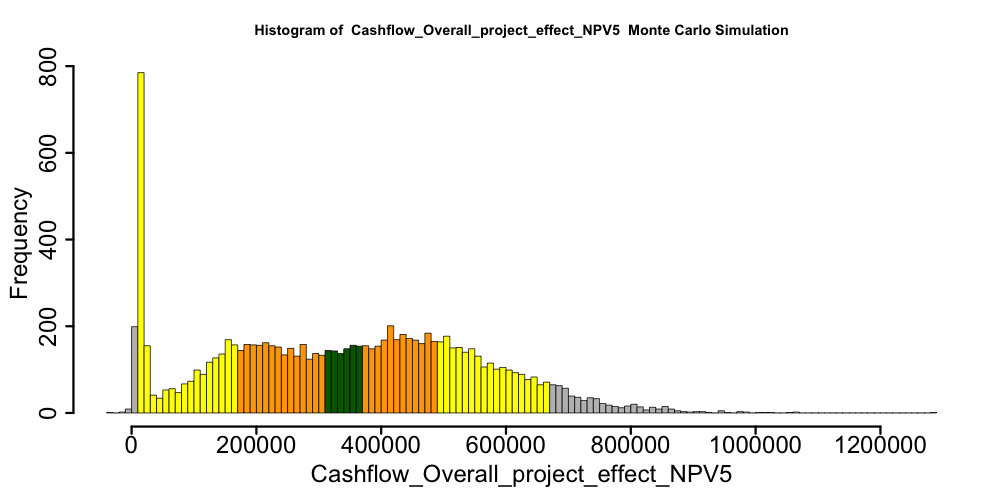 Histogram of  Cashflow_Overall_project_effect_NPV5  Monte Carlo Simulation
Frequency
800
600
400
200
0
0 200000 400000 600000 800000 1000000 1200000
Cashflow_Overall_project_effect_NPV5